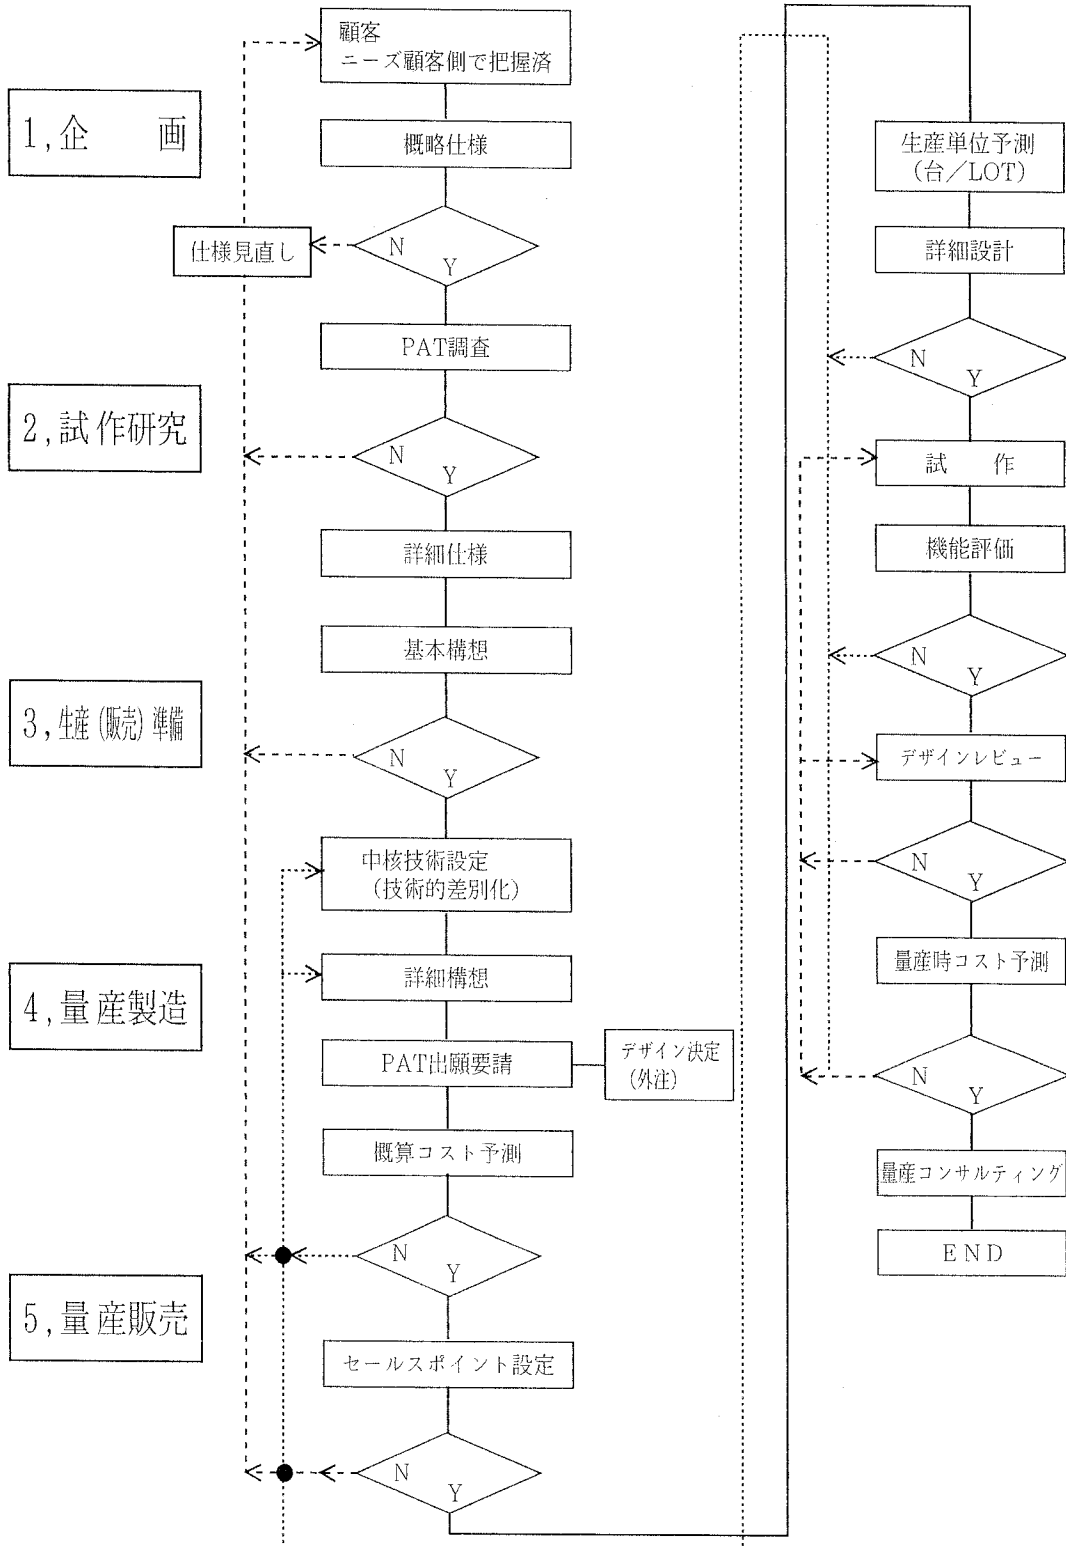 1,企　画
2,試作研究
3,生産(販売)準備
4,量産製造
5,量産販売
顧客
ニーズ顧客側で把握済
概略仕様
N
Y
仕様見直し
PAT調査
N
Y
詳細仕様
基本構想
N
Y
中核技術設定
(技術的差別化)
詳細構想
PAT出願要請
デザイン決定
(外注)
概算コスト予測
N
Y
セールスポイント設定
N
Y
生産単位予測
(台/LOT)
詳細設計
N
Y
試　作
機能評価
N
Y
デザインレビュー
N
Y
量産時コスト予測
N
Y
量産コンサルティング
END